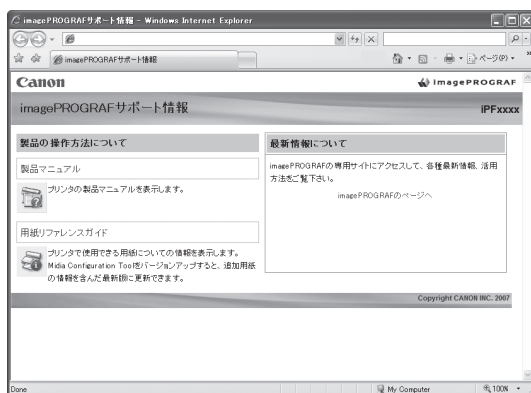 imagePROGRAFサポート情報 - Windows Internet Explorer
imagePROGRAFサポート情報
ページ(P)
Canon
imagePROGRAF
imagePROGRAFサポート情報
iPFxxxx
製品の操作方法について
製品マニュアル
プリンタの製品マニュアルを表示します。
用紙リファレンスガイド
プリンタで使用できる用紙についての情報を表示します。
Midia Configuration Toolをバージョンアップすると、追加用紙
の情報を含んだ最新版に更新できます。
最新情報について
imagePROGRAFの専用サイトにアクセスして、各種最新情報、活用
方法をご覧下さい。
imagePROGRAFのページへ
Copyright CANON INC. 2007
Done
My Computer
100%